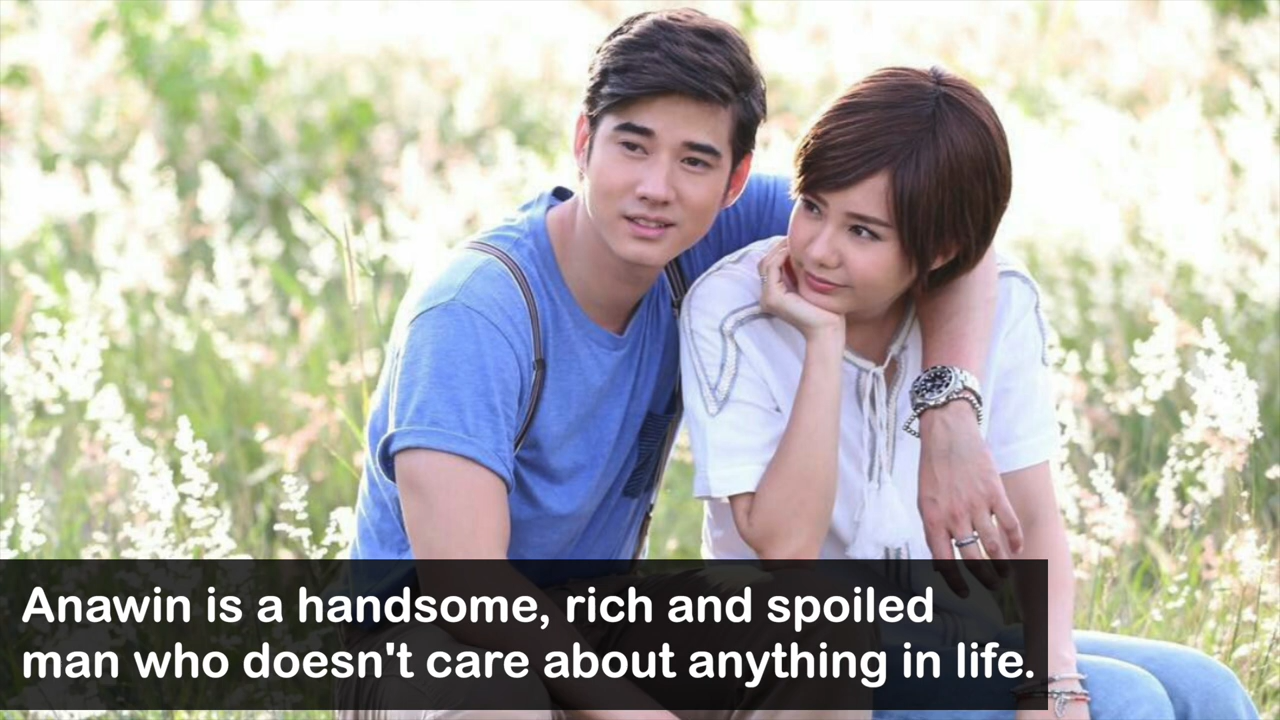 Anawin is a handsome, rich and spoiled
man who doesn't care about anything in life.